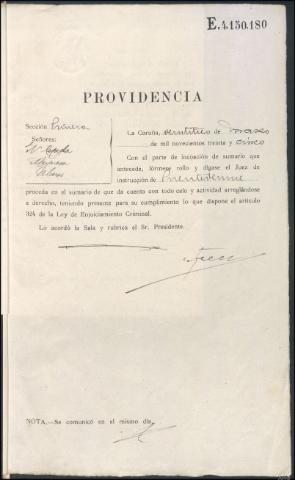 E.4.150.180
PROVIDENCIA
Sección Primera
Señores:
La Coruña, veintitres de Marzo
de mil novecientos treinta y cinco
Con el parte de incoación de sumario que
antecede, fórmese rollo y dígase el Juez de
instrucción de Puentedeume
proceda en el sumario de que da cuenta con todo celo y actividad arreglándose
a derecho, teniendo presente para su cumplimiento lo que dispone el artículo
324 de la Ley de Enjuiciamiento Criminal.
Lo acordó la Sala y rubrica el Sr. Presidente.
NOTA.—Se comunicó en el mismo día.